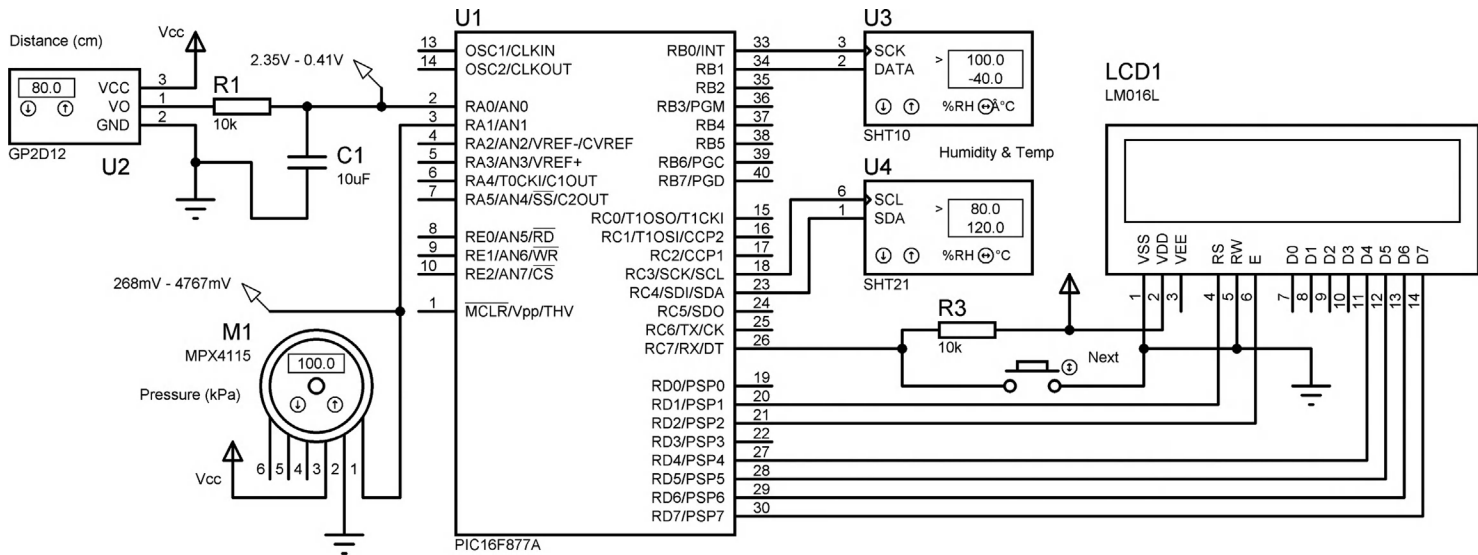 Distance (cm)
Vcc
80.0
VCC
VO
GND
3
1
2
GP2D12
U2
R1
10k
C1
10uF
2.35V - 0.41V
268mV - 4767mV
M1
MPX4115
100.0
Pressure (kPa)
Vcc
6 5 4 3 2 1
U1
13 OSC1/CLKIN
14 OSC2/CLKOUT
2 RA0/AN0
3 RA1/AN1
4 RA2/AN2/VREF-/CVREF
5 RA3/AN3/VREF+
6 RA4/T0CKI/C1OUT
7 RA5/AN4/SS/C2OUT
8 RE0/AN5/RD
9 RE1/AN6/WR
10 RE2/AN7/CS
1 MCLR/Vpp/THV
RB0/INT 33
RB1 34
RB2 35
RB3/PGM 36
RB4 37
RB5 38
RB6/PGC 39
RB7/PGD 40
RC0/T1OSO/T1CKI 15
RC1/T1OSI/CCP2 16
RC2/CCP1 17
RC3/SCK/SCL 18
RC4/SDI/SDA 23
RC5/SDO 24
RC6/TX/CK 25
RC7/RX/DT 26
RD0/PSP0 19
RD1/PSP1 20
RD2/PSP2 21
RD3/PSP3 22
RD4/PSP4 27
RD5/PSP5 28
RD6/PSP6 29
RD7/PSP7 30
PIC16F877A
U3
3 SCK
2 DATA
> 100.0
-40.0
%RH Â°C
SHT10
Humidity & Temp
U4
6 SCL
1 SDA
> 80.0
120.0
%RH °C
SHT21
R3
10k
Next
LCD1
LM016L
VSS VDD VEE RS RW E D0 D1 D2 D3 D4 D5 D6 D7
1 2 3 4 5 6 7 8 9 10 11 12 13 14